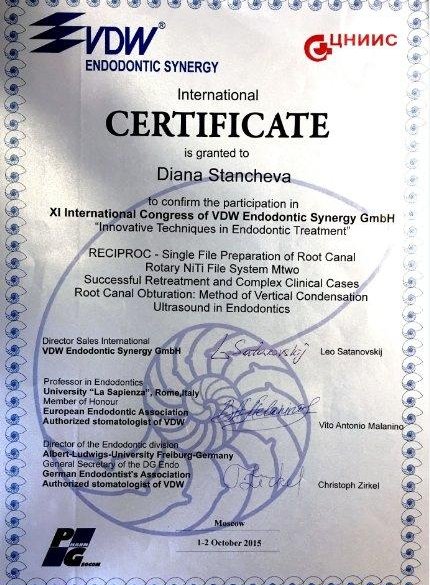 VDW®
ENDODONTIC SYNERGY
ЦНИИС
International
CERTIFICATE
is granted to
Diana Stancheva
to confirm the participation in
XI International Congress of VDW Endodontic Synergy GmbH
“Innovative Techniques in Endodontic Treatment”
RECIPROC - Single File Preparation of Root Canal
Rotary NiTi File System Mtwo
Successful Retreatment and Complex Clinical Cases
Root Canal Obturation: Method of Vertical Condensation
Ultrasound in Endodontics
Director Sales International
VDW Endodontic Synergy GmbH
L. Satanovskij
Leo Satanovskij
Professor in Endodontics
University “La Sapienza”, Rome,Italy
Member of Honour
European Endodontic Association
Authorized stomatologist of VDW
Vito Antonio Malanino
Director of the Endodontic division
Albert-Ludwigs-University Freiburg-Germany
General Secretary of the DG Endo
German Endodontist's Association
Authorized stomatologist of VDW
Christoph Zirkel
Moscow
1-2 October 2015